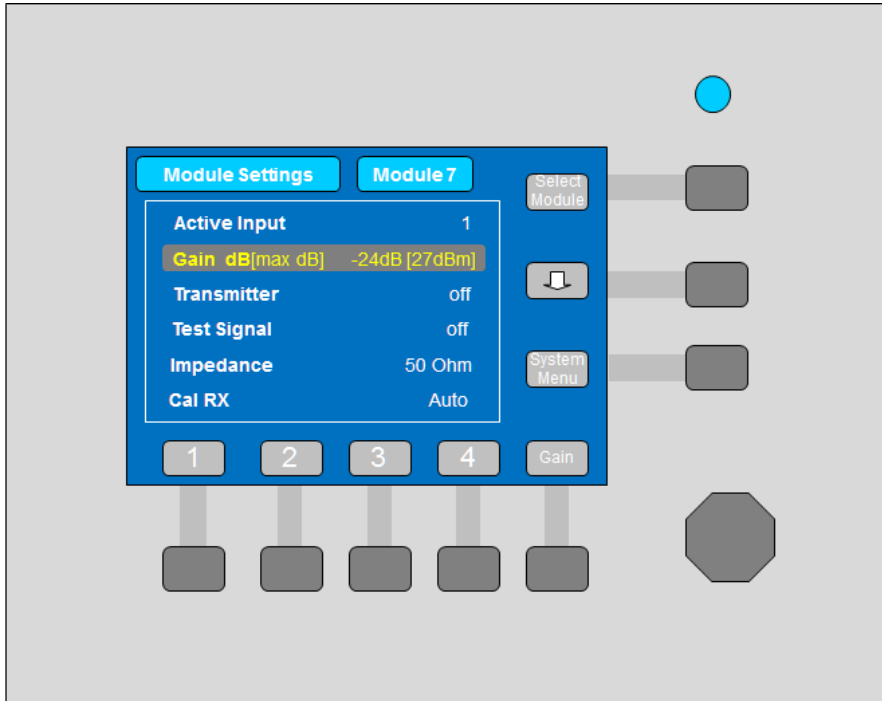 Module Settings Module 7
Select
Module
Active Input 1
Gain dB[max dB] -24dB [27dBm]
Transmitter off
Test Signal off
Impedance 50 Ohm
System
Menu
Cal RX Auto
1 2 3 4 Gain